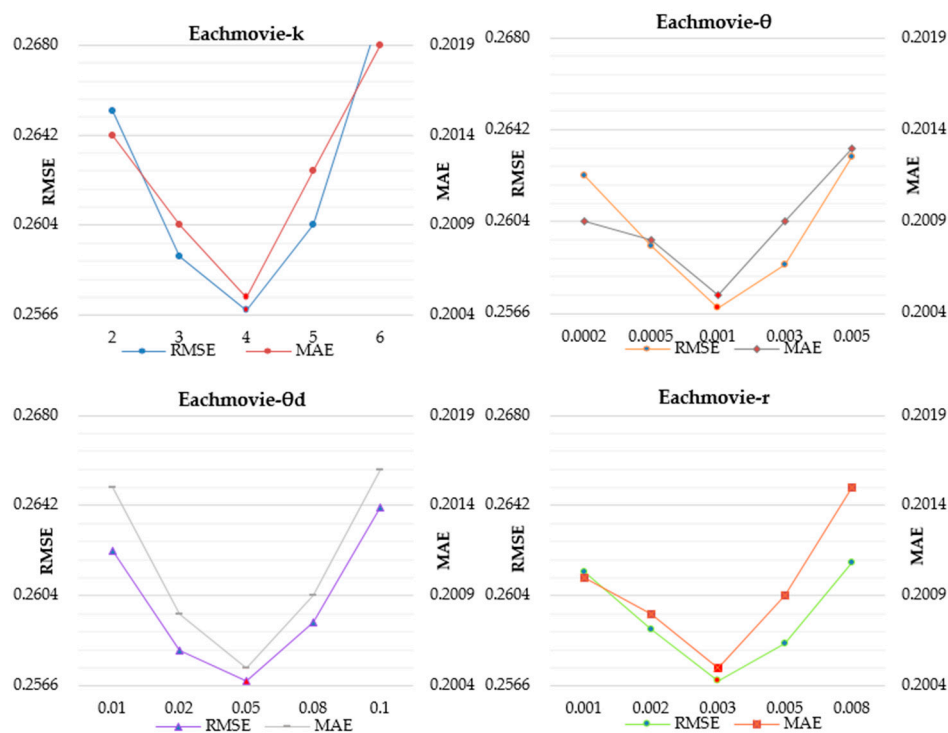 Eachmovie-k
0.2680
0.2642
0.2604
0.2566
RMSE
0.2019
0.2014
0.2009
0.2004
MAE
2 3 4 5 6
RMSE MAE
Eachmovie-θ
0.2680
0.2642
0.2604
0.2566
RMSE
0.2019
0.2014
0.2009
0.2004
MAE
0.0002 0.0005 0.001 0.003 0.005
RMSE MAE
Eachmovie-θd
0.2680
0.2642
0.2604
0.2566
RMSE
0.2019
0.2014
0.2009
0.2004
MAE
0.01 0.02 0.05 0.08 0.1
RMSE MAE
Eachmovie-r
0.2680
0.2642
0.2604
0.2566
RMSE
0.2019
0.2014
0.2009
0.2004
MAE
0.001 0.002 0.003 0.005 0.008
RMSE MAE